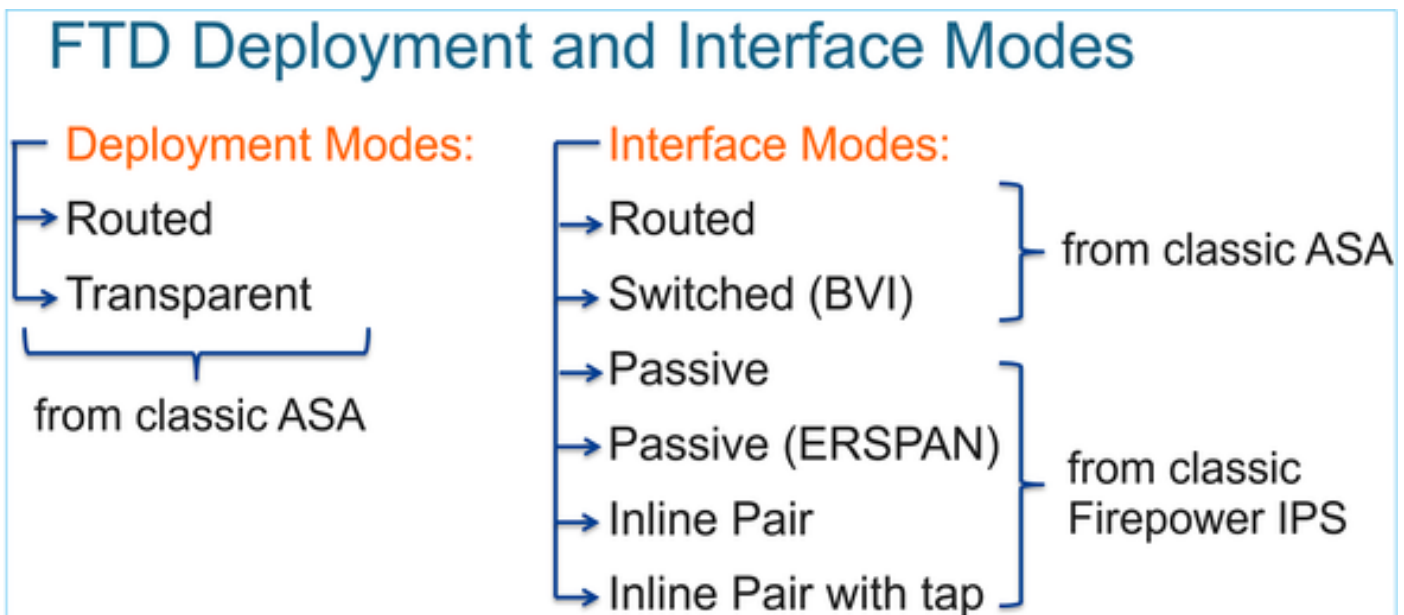 FTD Deployment and Interface Modes
Deployment Modes:
Routed
Transparent
from classic ASA
Interface Modes:
Routed
Switched (BVI)
from classic ASA
Passive
Passive (ERSPAN)
Inline Pair
Inline Pair with tap
from classic
Firepower IPS